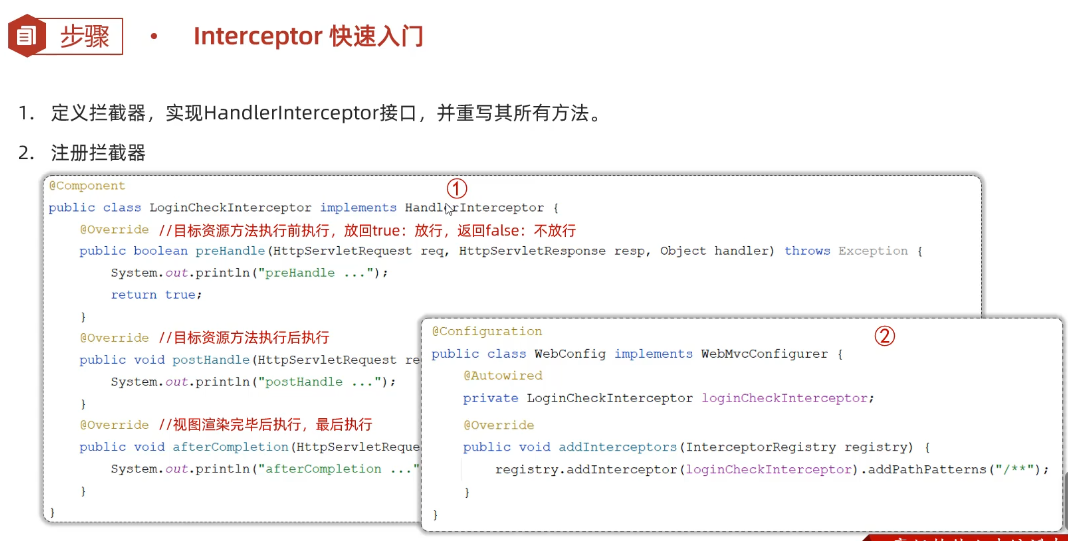 步骤
• Interceptor 快速入门
1. 定义拦截器，实现HandlerInterceptor接口，并重写其所有方法。
2. 注册拦截器
①
@Component
public class LoginCheckInterceptor implements HandlerInterceptor {
@Override //目标资源方法执行前执行，放回true：放行，返回false：不放行
public boolean preHandle(HttpServletRequest req, HttpServletResponse resp, Object handler) throws Exception {
System.out.println("preHandle ...");
return true;
}
@Override //目标资源方法执行后执行
public void postHandle(HttpServletRequest re
System.out.println("postHandle ...");
}
@Override //视图渲染完毕后执行，最后执行
public void afterCompletion(HttpServletReque
System.out.println("afterCompletion ..."
}
}
②
@Configuration
public class WebConfig implements WebMvcConfigurer {
@Autowired
private LoginCheckInterceptor loginCheckInterceptor;
@Override
public void addInterceptors(InterceptorRegistry registry) {
registry.addInterceptor(loginCheckInterceptor).addPathPatterns("/**");
}
}